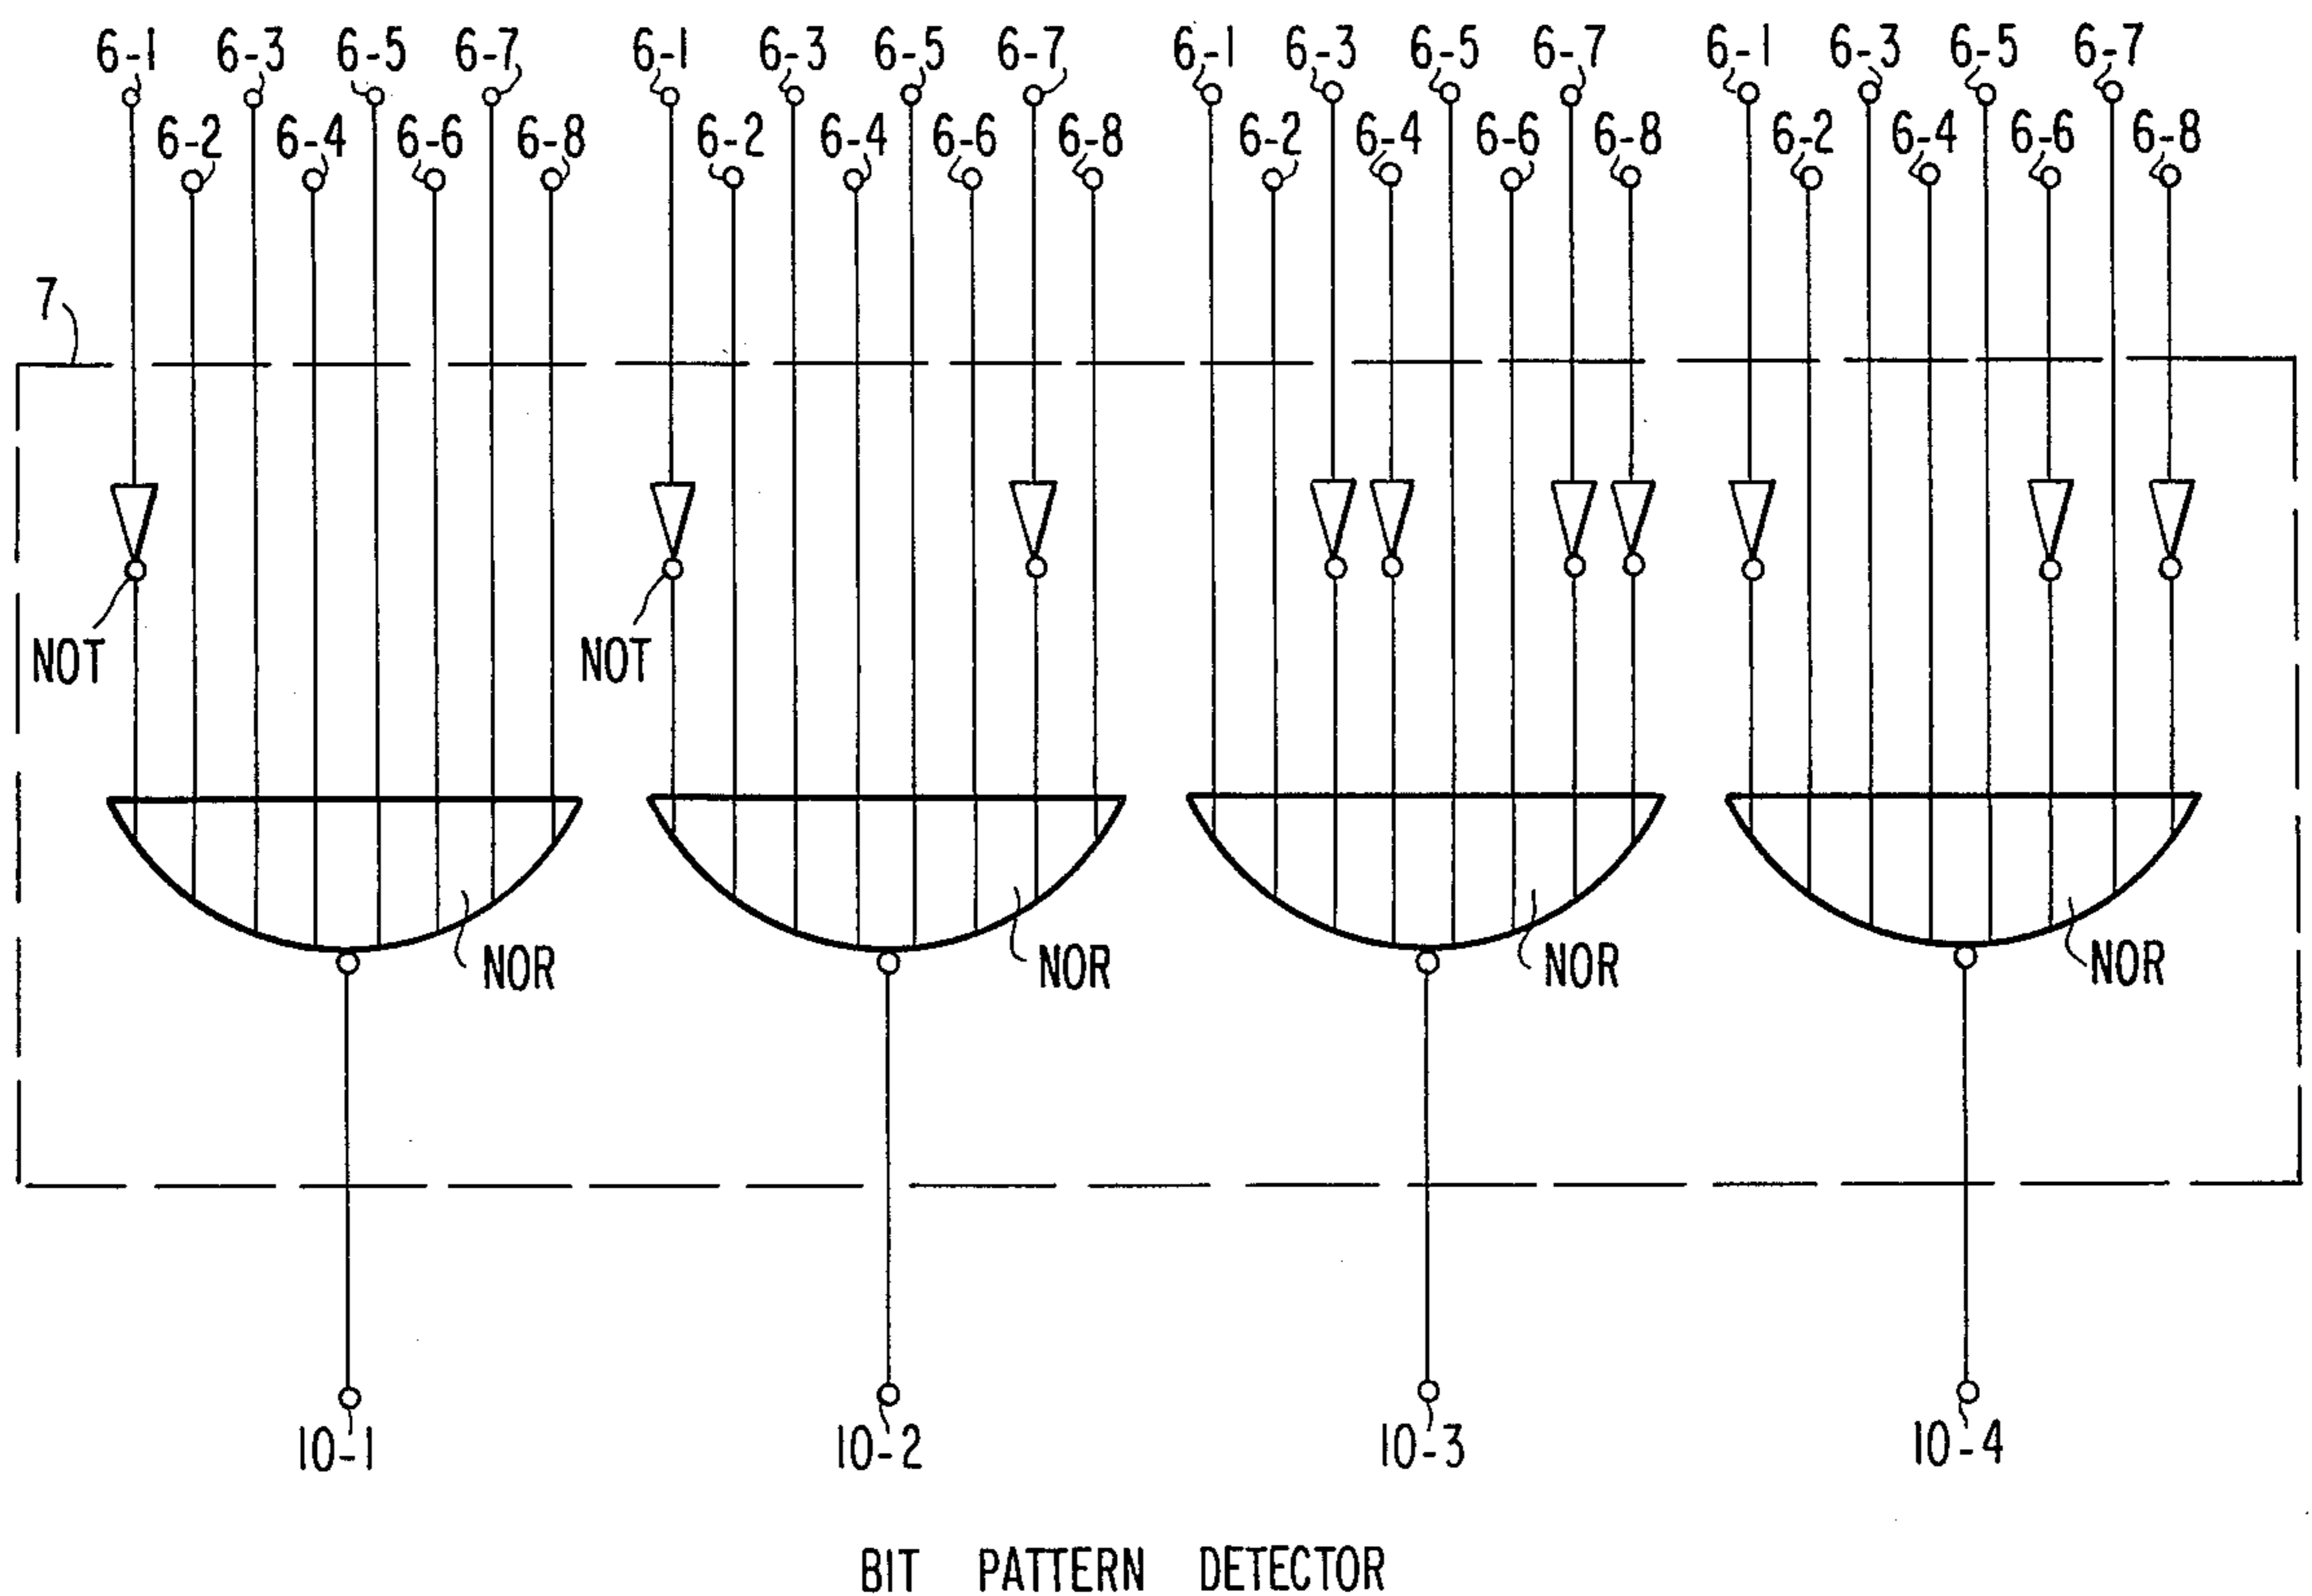 6-1 6-3 6-5 6-7 6-1 6-3 6-5 6-7 6-1 6-3 6-5 6-7 6-1 6-3 6-5 6-7
6-2 6-4 6-6 6-8 6-2 6-4 6-6 6-8 6-2 6-4 6-6 6-8 6-2 6-4 6-6 6-8
7
NOT NOT
NOR NOR NOR NOR
10-1 10-2 10-3 10-4
BIT PATTERN DETECTOR